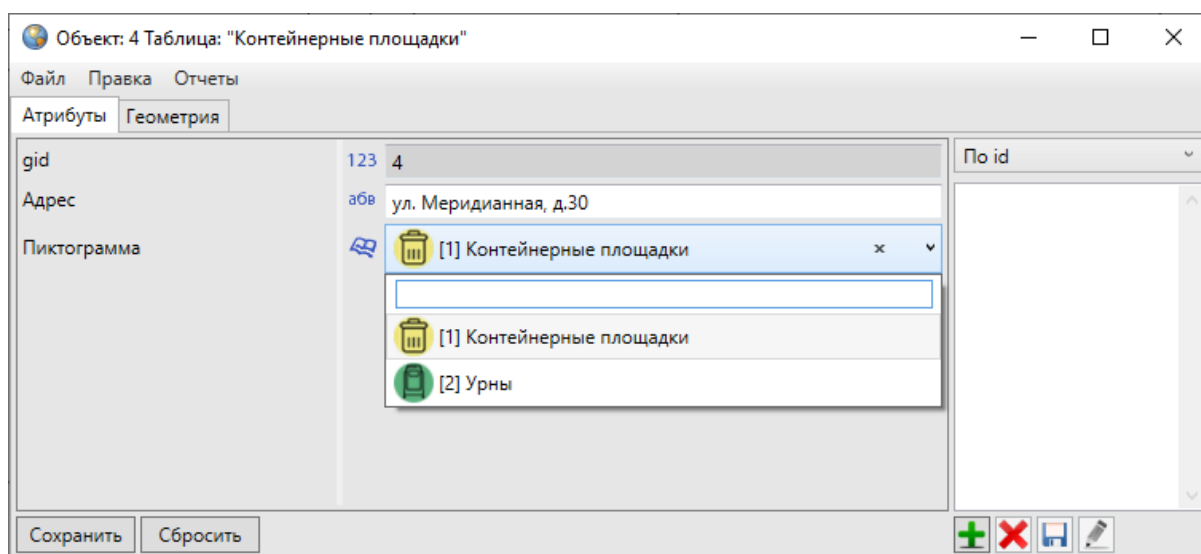 Объект: 4 Таблица: "Контейнерные площадки"
Файл Правка Отчеты
Атрибуты Геометрия
gid 123 4 По id
Адрес абв ул. Меридианная, д.30
Пиктограмма [1] Контейнерные площадки
[1] Контейнерные площадки
[2] Урны
Сохранить Сбросить